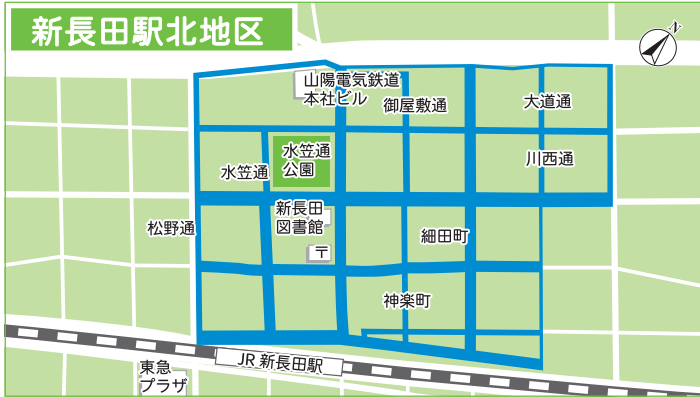 新長田駅北地区
N
山陽電気鉄道
本社ビル
御屋敷通
大道通
水笠通
公園
川西通
水笠通
新長田
図書館
松野通
細田町
〒
神楽町
JR新長田駅
東急
プラザ